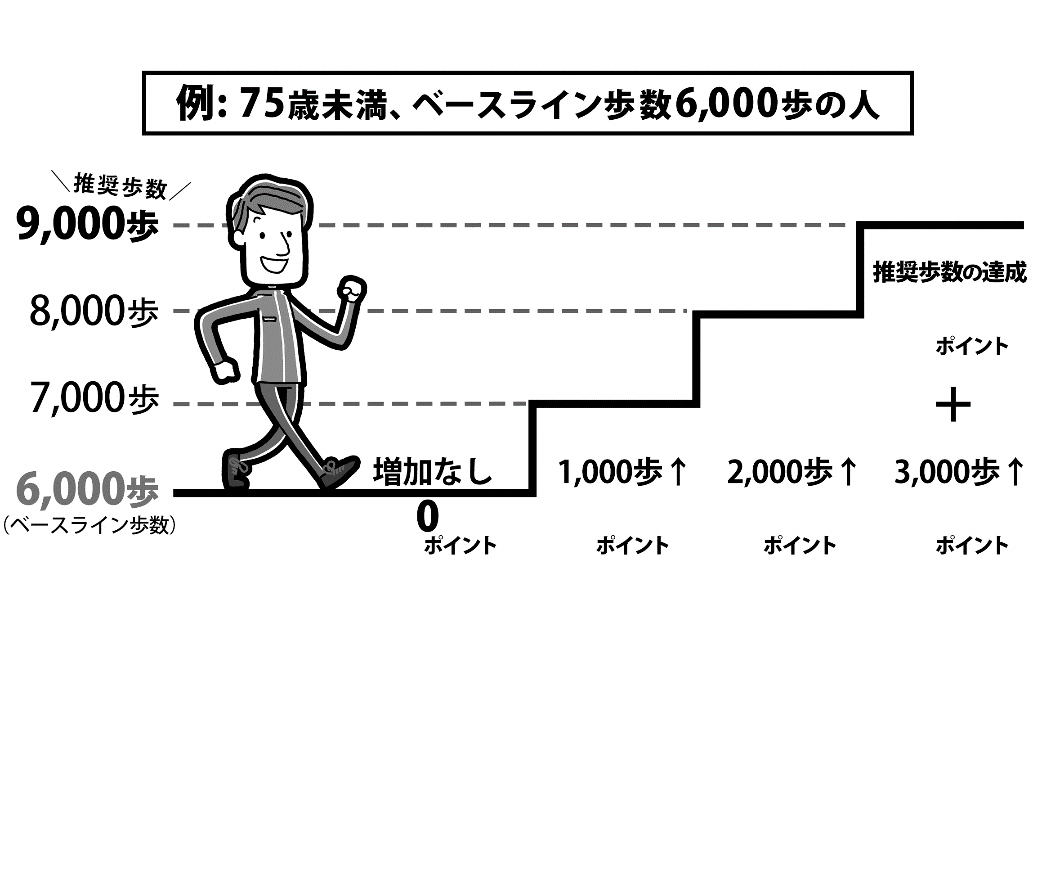 例: 75歳未満、ベースライン歩数6,000歩の人
＼推奨歩数／
9,000歩
8,000歩
7,000歩
6,000歩
（ベースライン歩数）
増加なし
0
ポイント
1,000歩↑
ポイント
2,000歩↑
ポイント
推奨歩数の達成
ポイント
＋
3,000歩↑
ポイント